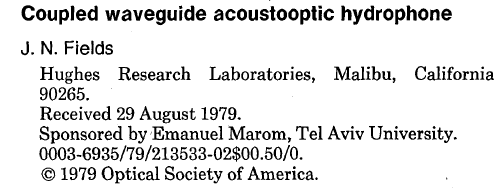 Coupled waveguide acoustooptic hydrophone
J. N. Fields
Hughes Research Laboratories, Malibu, California
90265.
Received 29 August 1979.
Sponsored by Emanuel Marom, Tel Aviv University.
0003-6935/79/213533-02$00.50/0.
© 1979 Optical Society of America.